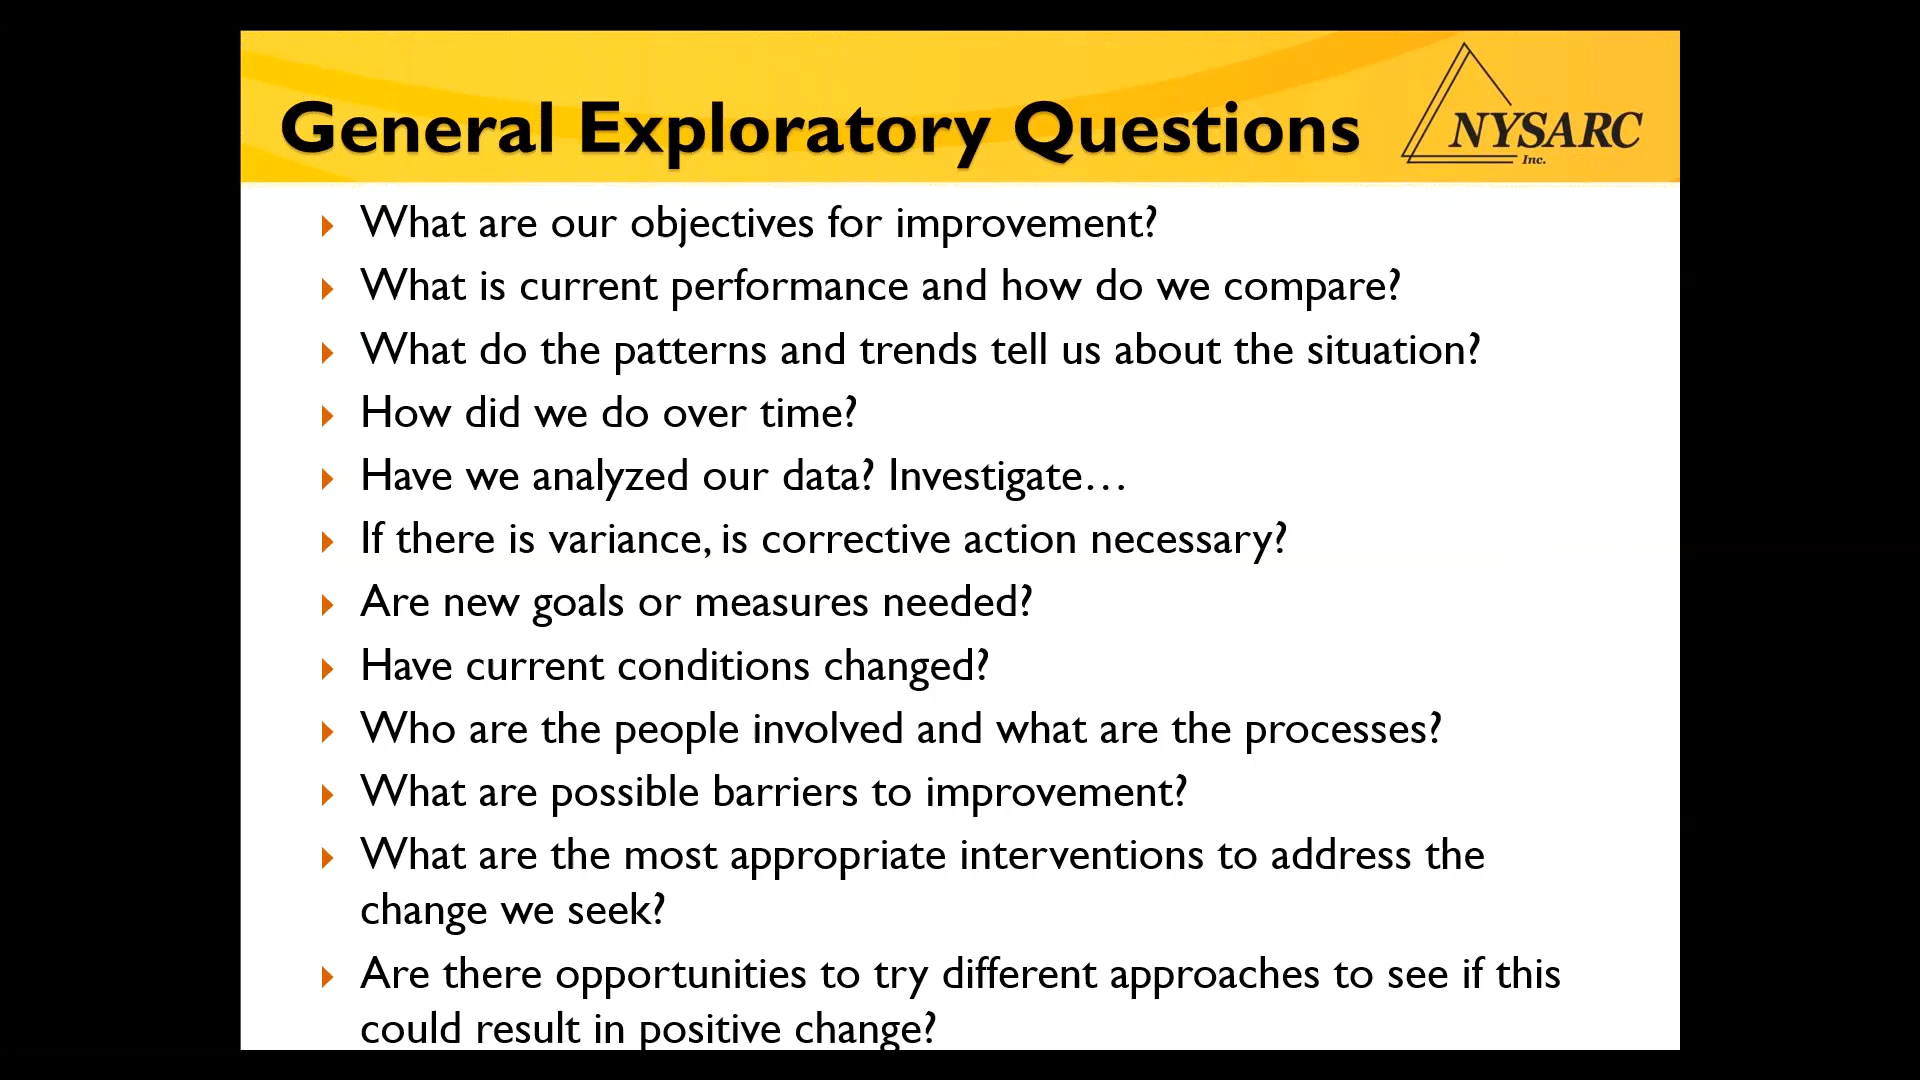 General Exploratory Questions
NYSARC
Inc.
What are our objectives for improvement?
What is current performance and how do we compare?
What do the patterns and trends tell us about the situation?
How did we do over time?
Have we analyzed our data? Investigate…
If there is variance, is corrective action necessary?
Are new goals or measures needed?
Have current conditions changed?
Who are the people involved and what are the processes?
What are possible barriers to improvement?
What are the most appropriate interventions to address the
change we seek?
Are there opportunities to try different approaches to see if this
could result in positive change?